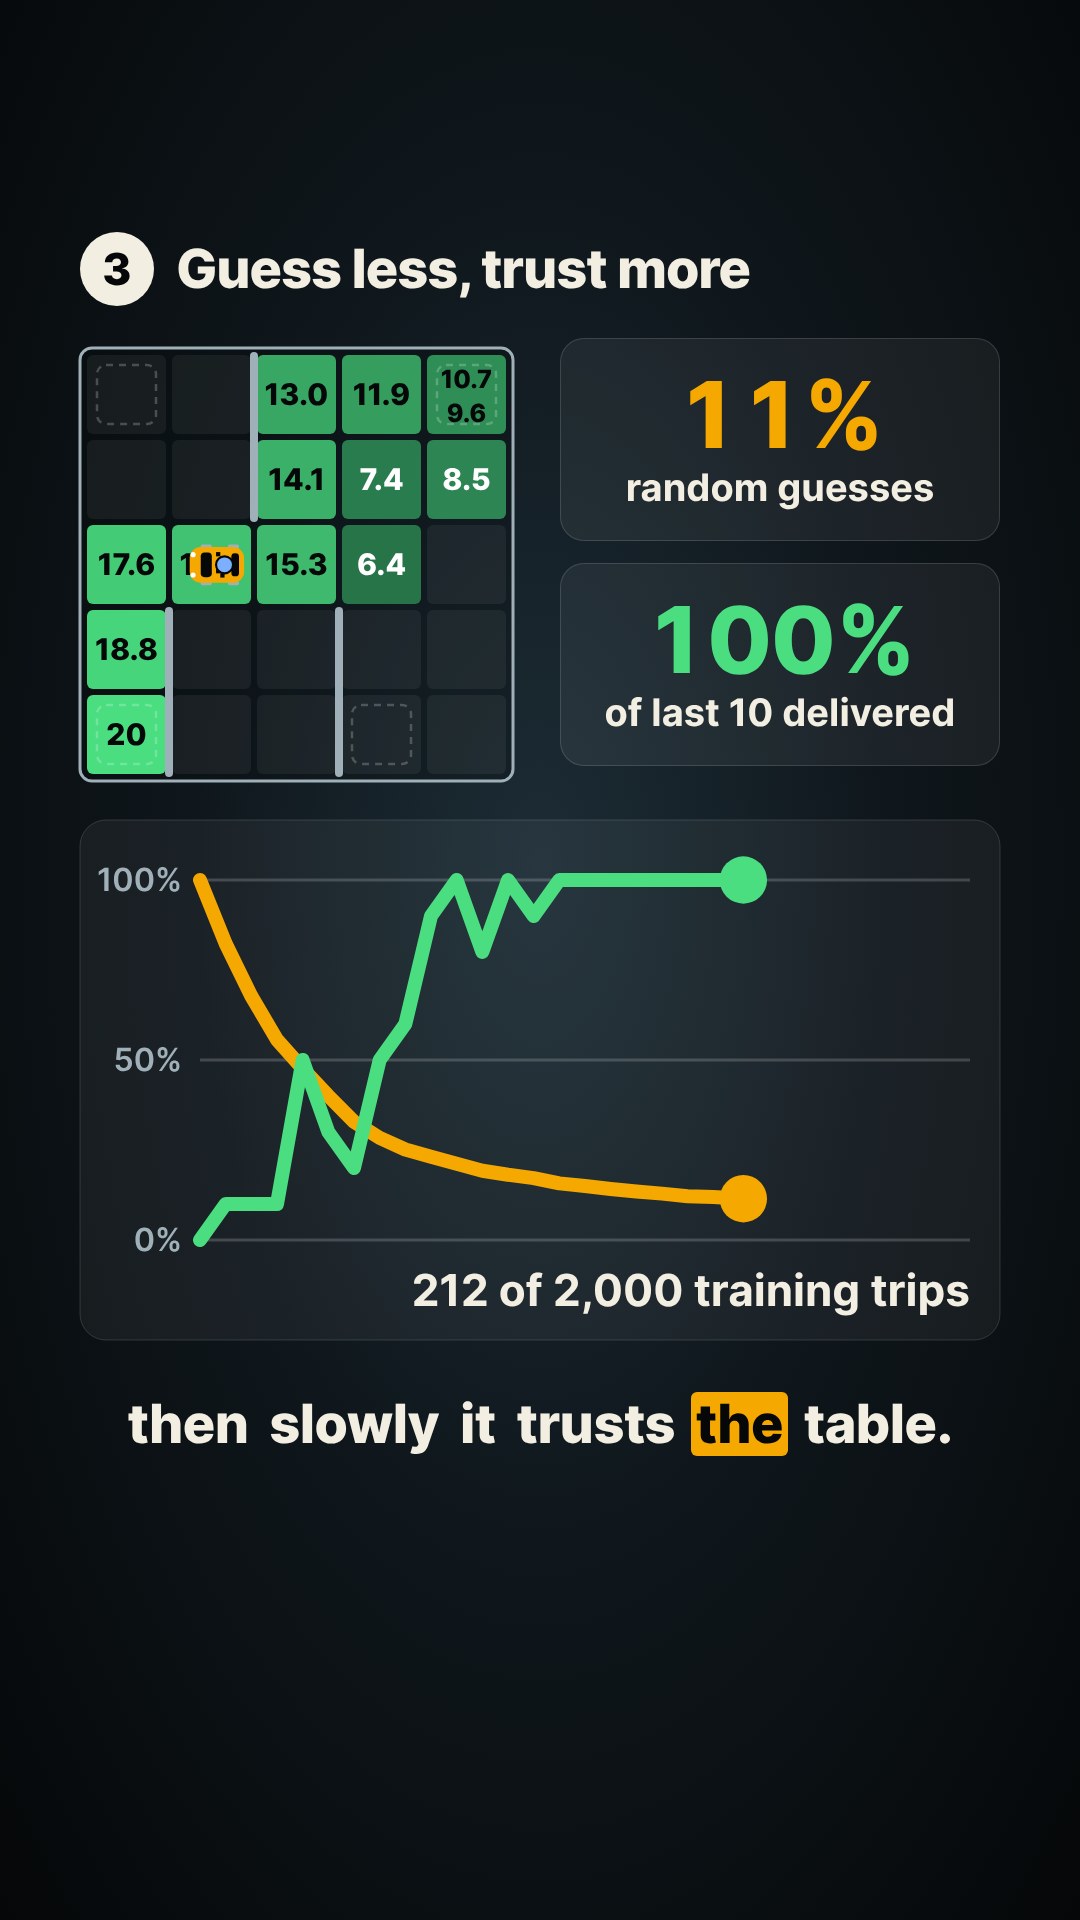 3 Guess less, trust more
13.0 11.9 10.7
9.6
14.1 7.4 8.5
17.6 15.3 6.4
18.8
20
11%
random guesses
100%
of last 10 delivered
100%
50%
0%
212 of 2,000 training trips
then slowly it trusts the table.